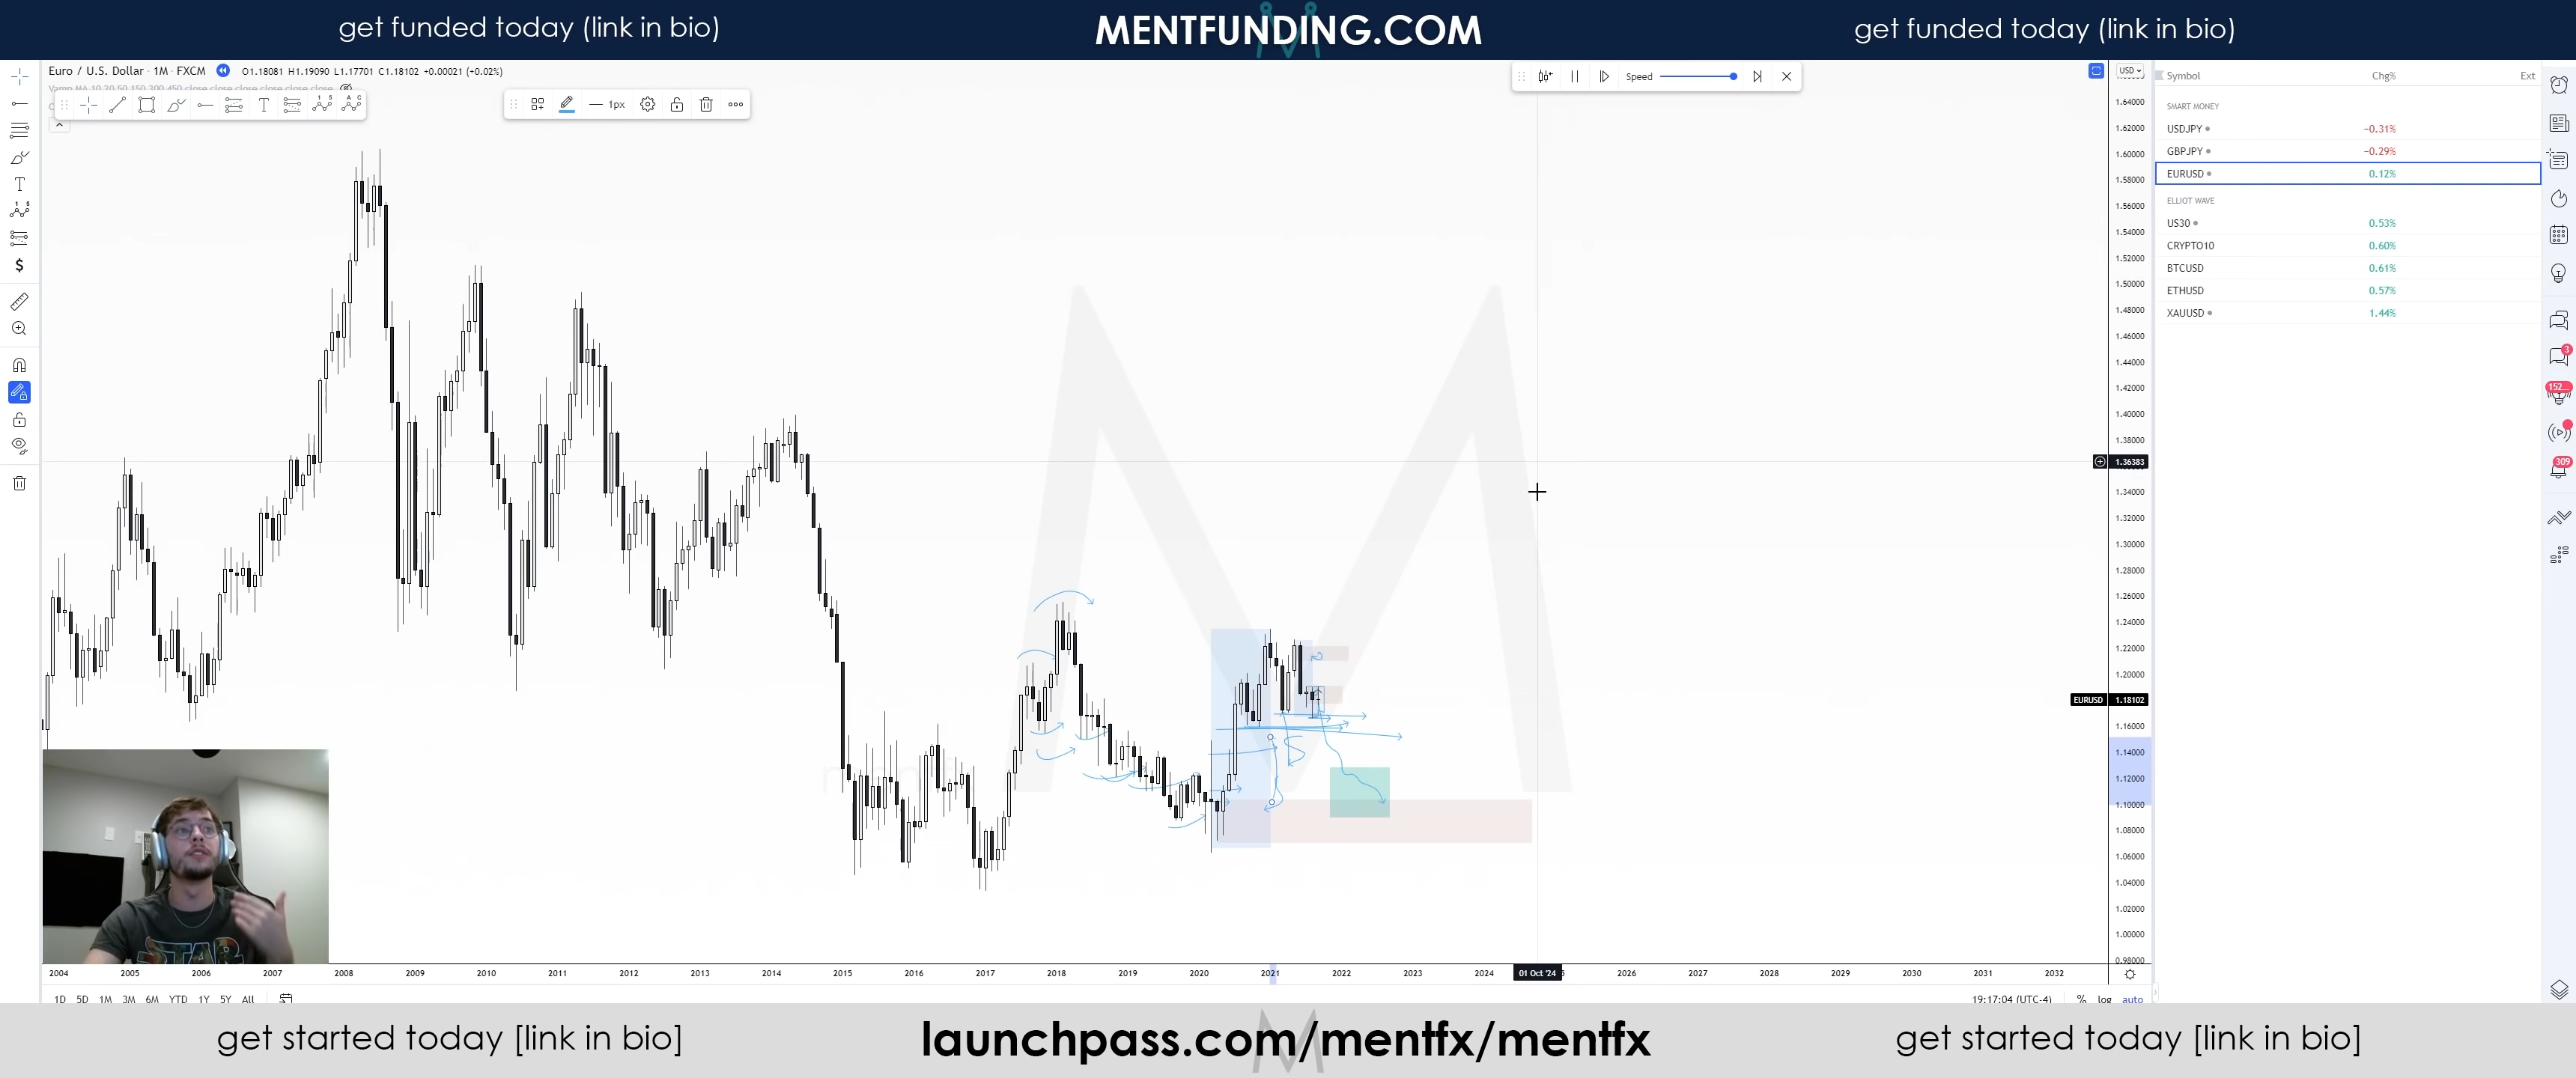 get funded today (link in bio)
MENTFUNDING.COM
get funded today (link in bio)
Euro / U.S. Dollar · 1M · FXCM
O1.18081 H1.19090 L1.17701 C1.18102 +0.00021 (+0.02%)
1px
Speed
USD
Symbol
Chg%
Ext
SMART MONEY
USDJPY
−0.31%
GBPJPY
−0.29%
EURUSD
0.12%
ELLIOT WAVE
US30
0.53%
CRYPTO10
0.60%
BTCUSD
0.61%
ETHUSD
0.57%
XAUUSD
1.44%
1.64000
1.62000
1.60000
1.58000
1.56000
1.54000
1.52000
1.50000
1.48000
1.46000
1.44000
1.42000
1.40000
1.38000
1.36383
1.34000
1.32000
1.30000
1.28000
1.26000
1.24000
1.22000
1.20000
EURUSD 1.18102
1.16000
1.14000
1.12000
1.10000
1.08000
1.06000
1.04000
1.02000
1.00000
0.98000
3
152...
309
2004 2005 2006 2007 2008 2009 2010 2011 2012 2013 2014 2015 2016 2017 2018 2019 2020 2021 2022 2023 2024 01 Oct '24 2026 2027 2028 2029 2030 2031 2032
1D 5D 1M 3M 6M YTD 1Y 5Y All
19:17:04 (UTC-4) % log auto
get started today [link in bio]
launchpass.com/mentfx/mentfx
get started today [link in bio]